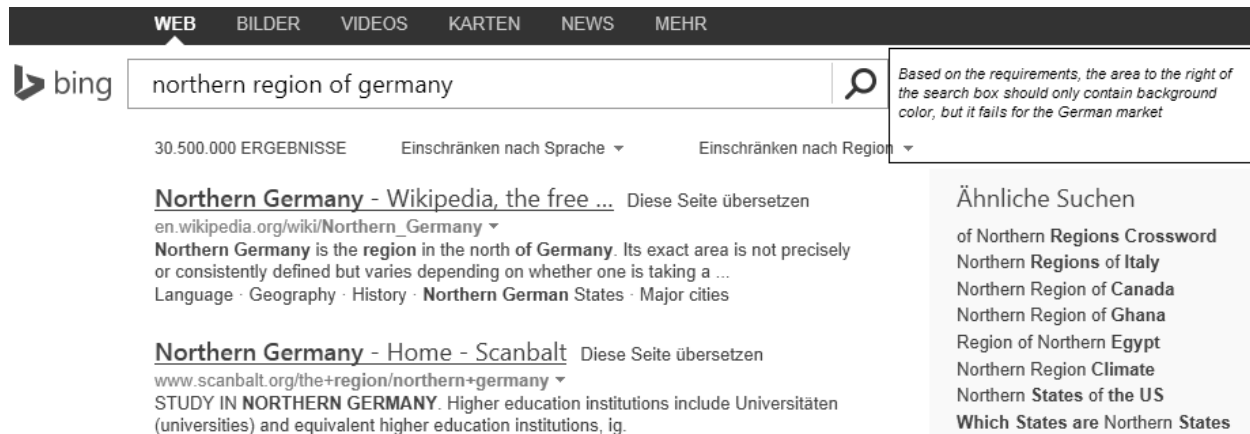 WEB BILDER VIDEOS KARTEN NEWS MEHR
bing
northern region of germany
Based on the requirements, the area to the right of
the search box should only contain background
color, but it fails for the German market
30.500.000 ERGEBNISSE Einschränken nach Sprache Einschränken nach Region
Northern Germany - Wikipedia, the free ... Diese Seite übersetzen
en.wikipedia.org/wiki/Northern_Germany
Northern Germany is the region in the north of Germany. Its exact area is not precisely
or consistently defined but varies depending on whether one is taking a ...
Language · Geography · History · Northern German States · Major cities
Northern Germany - Home - Scanbalt Diese Seite übersetzen
www.scanbalt.org/the+region/northern+germany
STUDY IN NORTHERN GERMANY. Higher education institutions include Universitäten
(universities) and equivalent higher education institutions, ig.
Ähnliche Suchen
of Northern Regions Crossword
Northern Regions of Italy
Northern Region of Canada
Northern Region of Ghana
Region of Northern Egypt
Northern Region Climate
Northern States of the US
Which States are Northern States